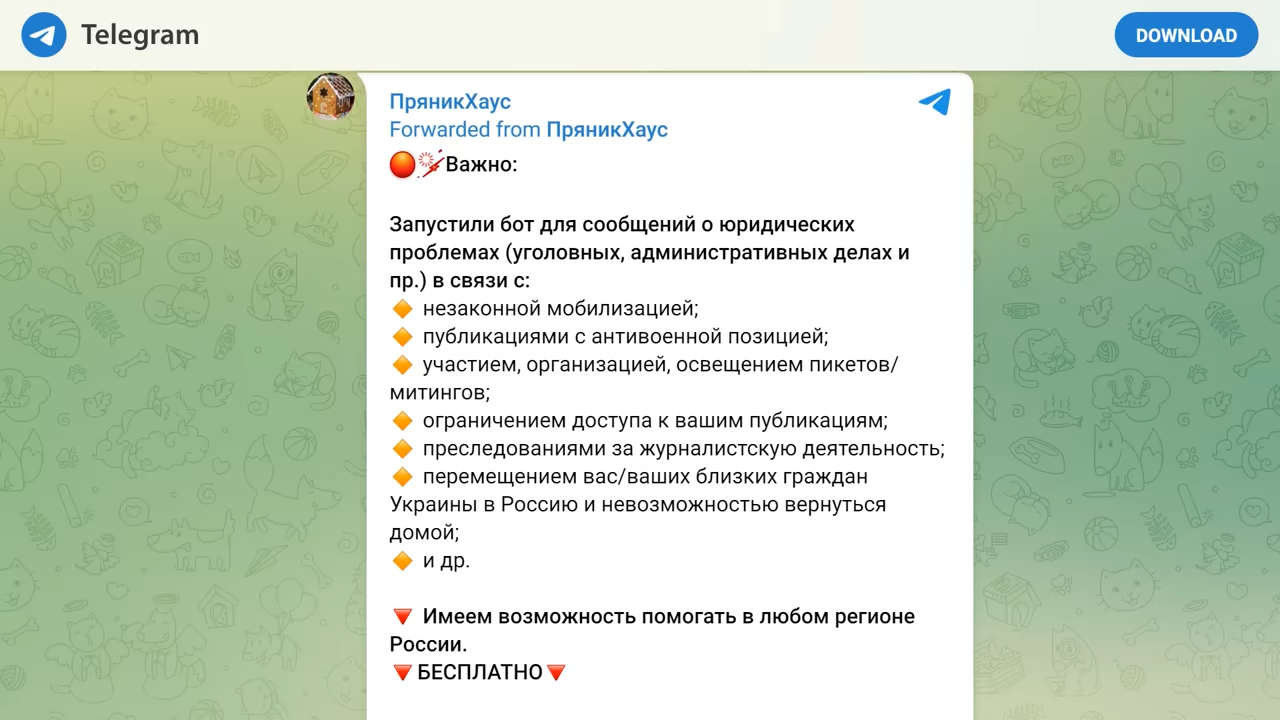 Telegram
DOWNLOAD
ПряникХаус
Forwarded from ПряникХаус
Важно:
Запустили бот для сообщений о юридических
проблемах (уголовных, административных делах и
пр.) в связи с:
незаконной мобилизацией;
публикациями с антивоенной позицией;
участием, организацией, освещением пикетов/
митингов;
ограничением доступа к вашим публикациям;
преследованиями за журналистскую деятельность;
перемещением вас/ваших близких граждан
Украины в Россию и невозможностью вернуться
домой;
и др.
Имеем возможность помогать в любом регионе
России.
БЕСПЛАТНО